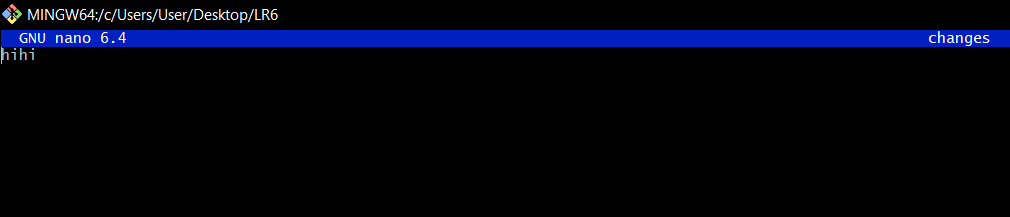 MINGW64:/c/Users/User/Desktop/LR6
GNU nano 6.4 changes
hihi